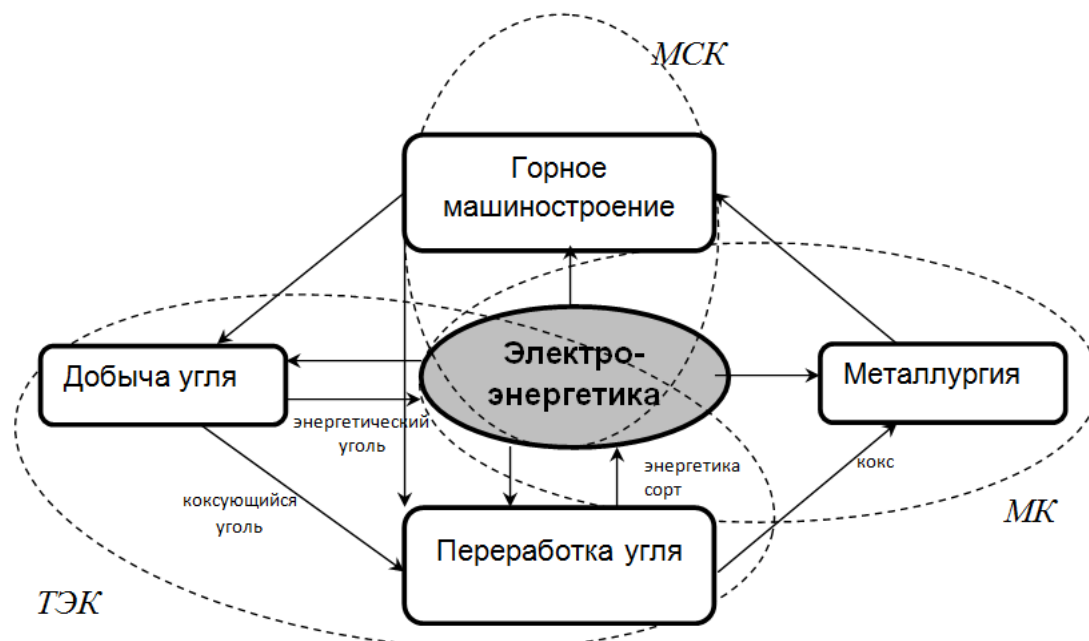 МСК
Горное
машиностроение
Электро-
энергетика
Добыча угля
Металлургия
энергетический
уголь
энергетика
сорт
кокс
коксующийся
уголь
МК
Переработка угля
ТЭК